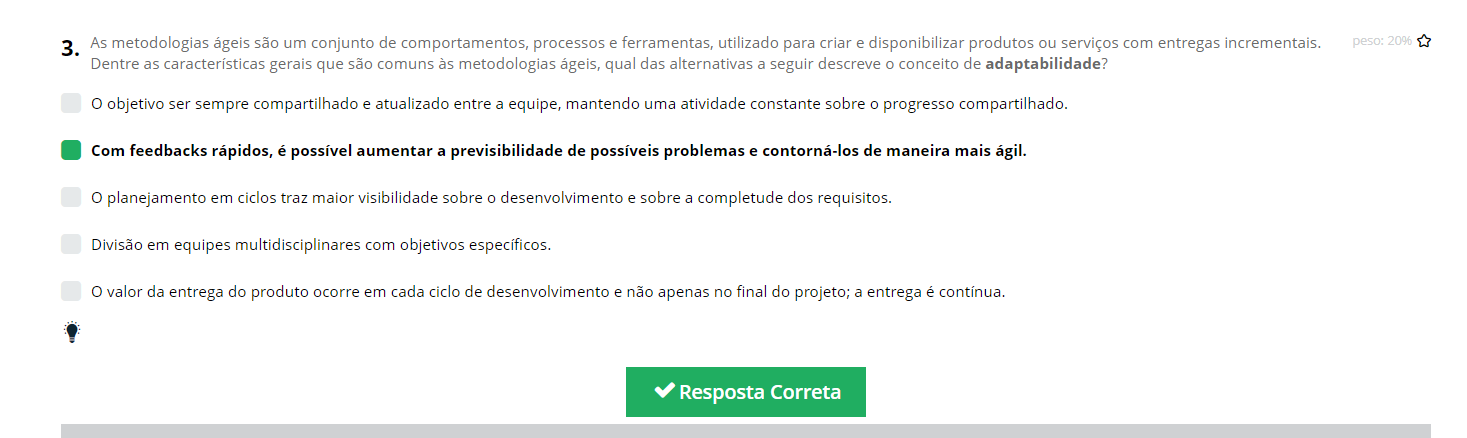 3. As metodologias ágeis são um conjunto de comportamentos, processos e ferramentas, utilizado para criar e disponibilizar produtos ou serviços com entregas incrementais. peso: 20%
Dentre as características gerais que são comuns às metodologias ágeis, qual das alternativas a seguir descreve o conceito de adaptabilidade?
O objetivo ser sempre compartilhado e atualizado entre a equipe, mantendo uma atividade constante sobre o progresso compartilhado.
Com feedbacks rápidos, é possível aumentar a previsibilidade de possíveis problemas e contorná-los de maneira mais ágil.
O planejamento em ciclos traz maior visibilidade sobre o desenvolvimento e sobre a completude dos requisitos.
Divisão em equipes multidisciplinares com objetivos específicos.
O valor da entrega do produto ocorre em cada ciclo de desenvolvimento e não apenas no final do projeto; a entrega é contínua.
Resposta Correta